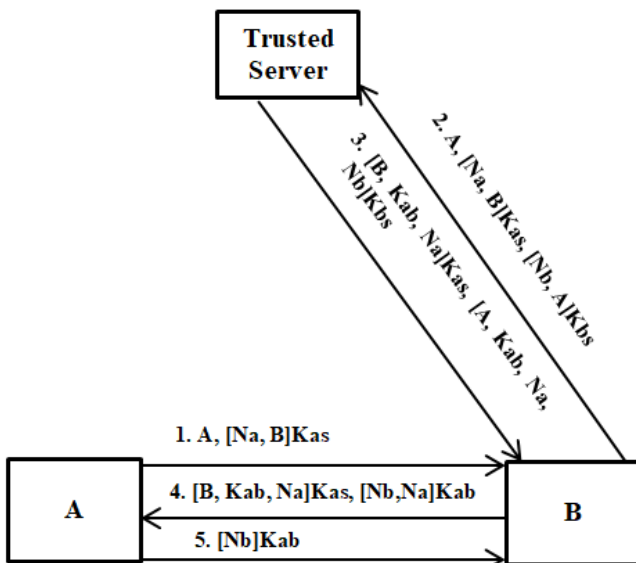 Trusted
Server
2. A, [Na, B]Kas, [Nb, A]Kbs
3. [B, Kab, Na]Kas, [A, Kab, Na,
Nb]Kbs
1. A, [Na, B]Kas
4. [B, Kab, Na]Kas, [Nb,Na]Kab
5. [Nb]Kab
A
B